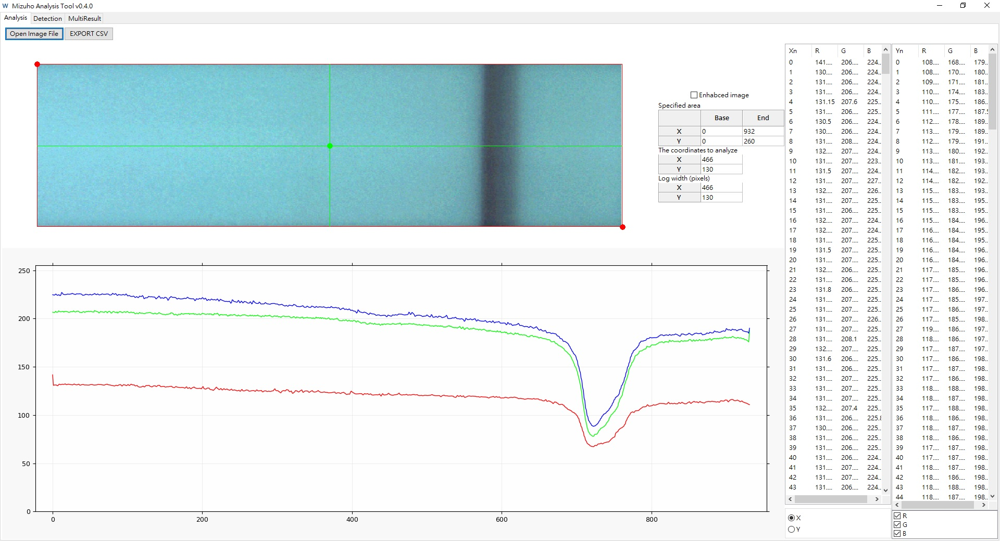 W Mizuho Analysis Tool v0.4.0
Analysis Detection MultiResult
Open Image File EXPORT CSV
Enhabced image
Specified area
Base End
X 0 932
Y 0 260
The coordinates to analyze
X 466
Y 130
Log width (pixels)
X 466
Y 130
250
200
150
100
50
0
0 200 400 600 800
Xn R G B
0 141.... 206.... 224..
1 130.... 206.... 224..
2 131.... 206.... 224..
3 131.... 206.... 224..
4 131.15 207.6 225..
5 131.... 206.... 225..
6 130.5 206.... 224..
7 130.... 206.... 224..
8 131.... 208.... 224..
9 132.... 207.... 224..
10 131.... 207.... 223..
11 131.5 207.... 224..
12 131.... 207.... 227..
13 132.... 207.... 226..
14 131.... 207.... 225..
15 131.... 206.... 225..
16 132.... 207.... 224..
17 132.... 207.... 224..
18 131.... 207.... 225..
19 131.5 207.... 225..
20 131.... 207.... 225..
21 132.... 206.... 225..
22 131.... 206.... 225..
23 131.8 206.... 225..
24 131.... 207.... 225..
25 131.... 207.... 225..
26 131.... 207.... 226..
27 131.... 207.... 225..
28 131.... 208.1 225..
29 132.... 207.... 225..
30 131.6 206.... 225..
31 131.... 206.... 225..
32 131.... 207.... 225..
33 131.... 207.... 225..
34 131.... 207.... 225..
35 132.... 207.4 225..
36 131.... 206.... 225.8
37 130.... 206.... 225..
38 131.... 206.... 225..
39 131.... 206.... 225..
40 131.... 206.... 224..
41 131.... 207.... 224..
42 131.... 207.... 224..
43 131.... 206.... 224..
Yn R G B
0 108.... 168.... 179..
1 108.... 170.... 180..
2 109.... 171.... 181..
3 110.... 174.... 183..
4 110.... 175.... 186..
5 111.... 177.... 187.5
6 112.... 178.... 189..
7 113.... 179.... 189..
8 112.... 179.... 191..
9 113.... 180.... 192..
10 113.... 181.... 193..
11 114.... 182.... 193..
12 114.... 182.... 192..
13 115.... 183.... 193..
14 115.... 183.... 195..
15 115.... 183.... 195..
16 115.... 184.... 196..
17 116.... 184.... 195..
18 116.... 184.... 195..
19 116.... 184.... 196..
20 116.... 184.... 196..
21 117.... 185.... 196..
22 117.... 185.... 196..
23 117.... 186.... 196..
24 117.... 185.... 197..
25 117.... 186.... 197..
26 117.... 185.... 198..
27 119.... 186.... 197..
28 118.... 186.... 197..
29 117.... 187.... 197..
30 117.... 186.... 198..
31 117.... 187.... 198..
32 117.... 186.... 198..
33 118.... 188.... 198..
34 118.... 187.... 198..
35 117.... 188.... 198..
36 118.... 186.... 198..
37 118.... 187.... 198..
38 118.... 186.... 198..
39 117.... 187.... 198..
40 117.... 187.... 198..
41 118.... 187.... 198..
42 118.... 186.... 198..
43 118.... 188.... 198..
44 118.... 187.... 198..
X
Y
R
G
B